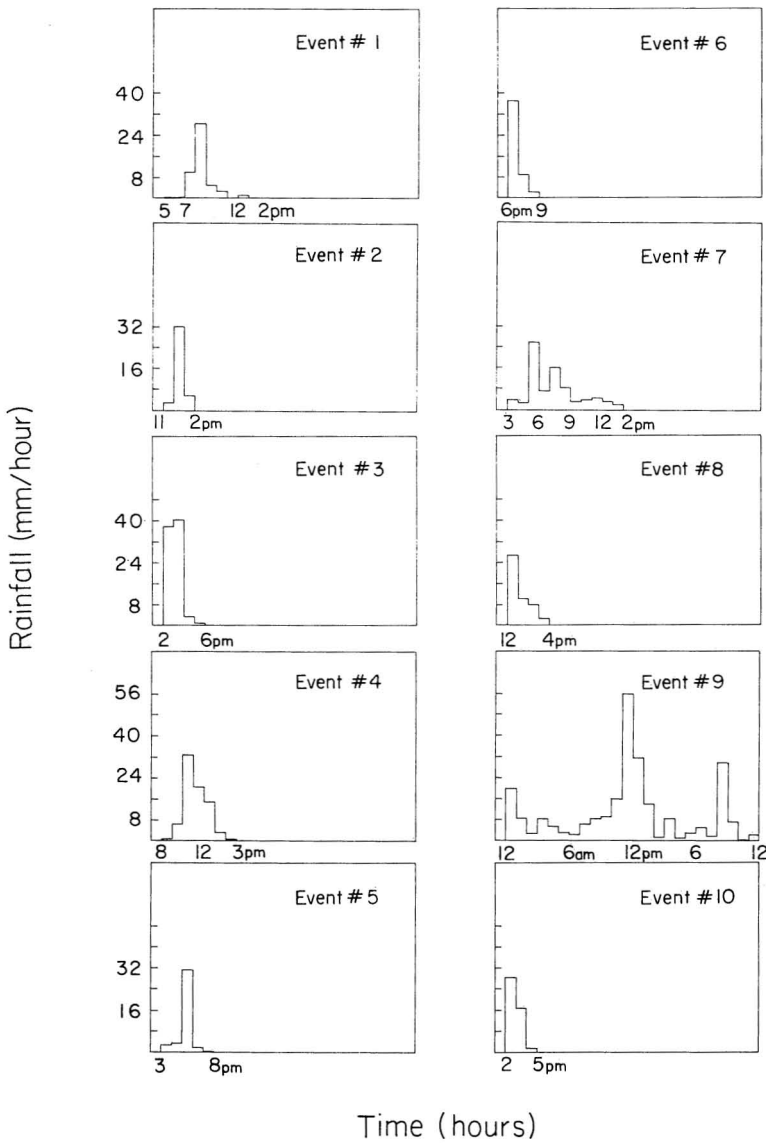 Event # 1
40
24
8
5 7 12 2pm
Event # 6
6pm 9
Event # 2
32
16
11 2pm
Event # 7
3 6 9 12 2pm
Event #3
40
24
8
2 6pm
Event #8
12 4pm
Event #4
56
40
24
8
8 12 3pm
Event #9
12 6am 12pm 6 12
Event #5
32
16
3 8pm
Event #10
2 5pm
Rainfall (mm/hour)
Time (hours)